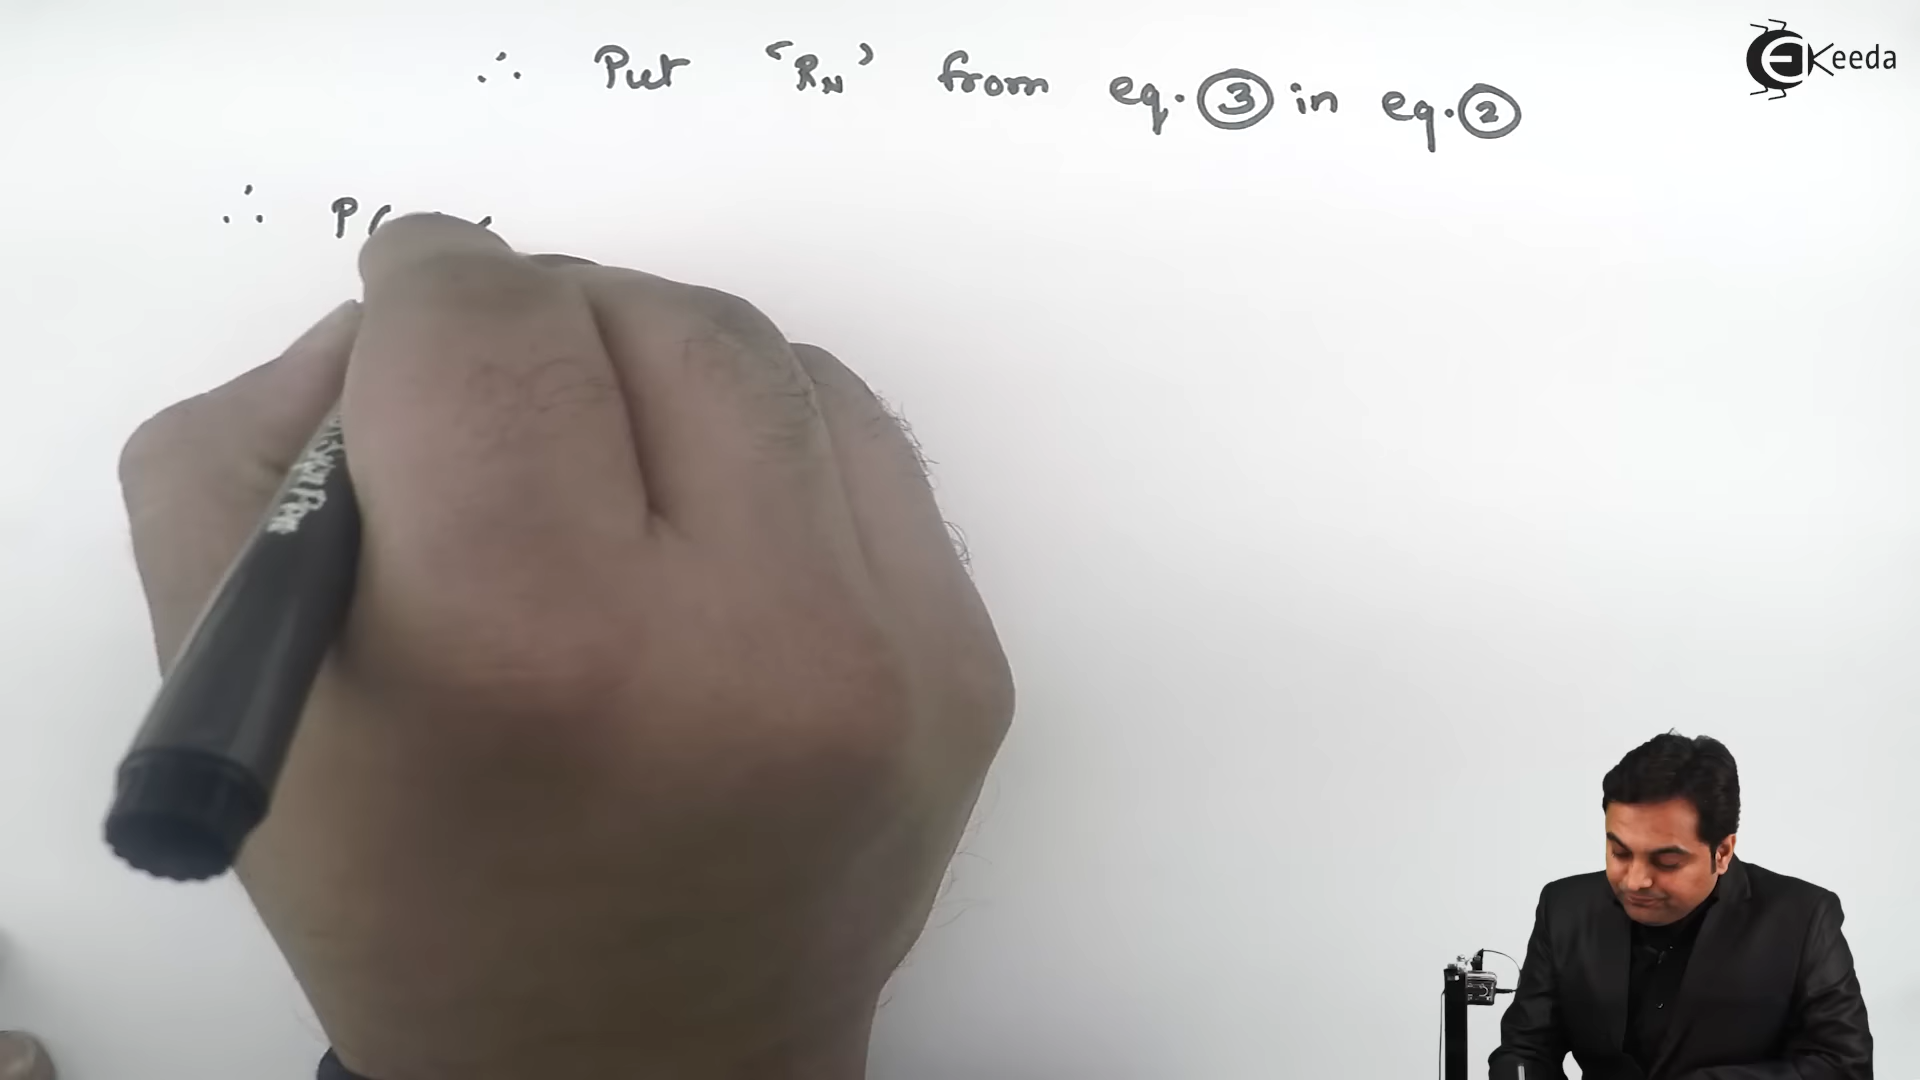 ∴ Put ‘R_N’ from eq. ③ in eq. ②
Keeda
∴ P(